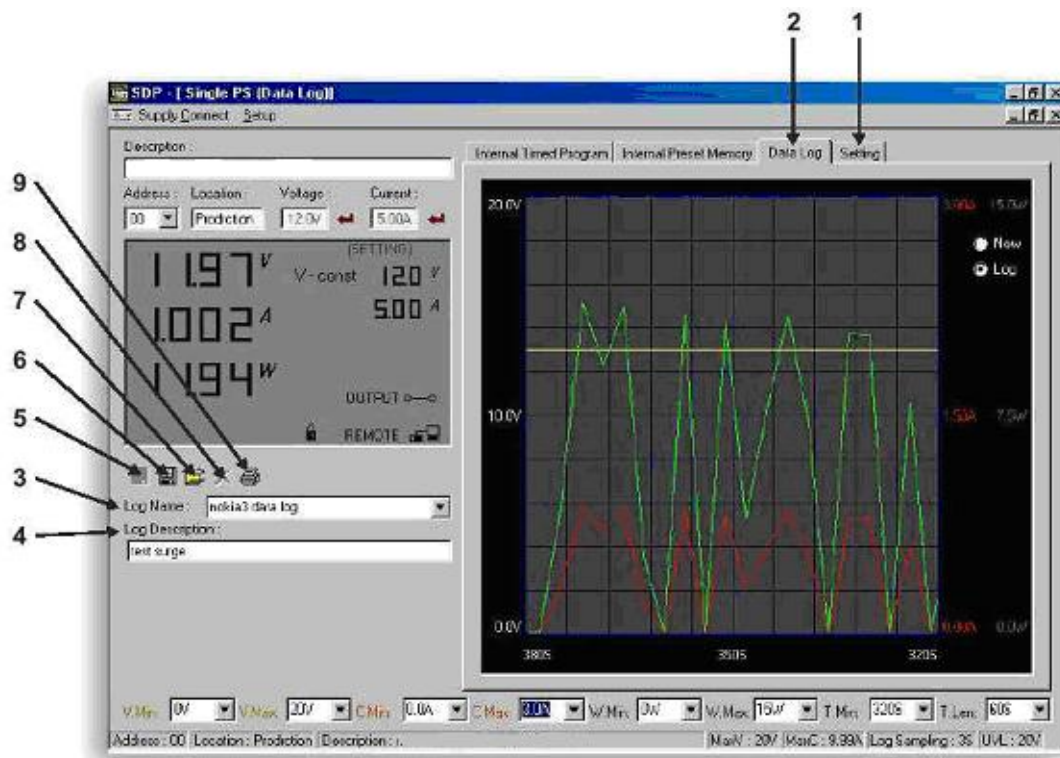 2 1
SDP - [ Single PS (Data Log)]
Supply Connect Setup
Description :
Internal Timed Program Internal Preset Memory Data Log Setting
Address : Location : Voltage : Current :
00 Prodiction 12.0V 5.00A
(SETTING)
11.97 V V-const 12.0 V
1.002 A 5.00 A
11.94 W
OUTPUT
REMOTE
9
8
7
6
5
3
4
Log Name : nokia3 data log
Log Description :
test surge
20.0V 3.00A 15.0W
Now
Log
10.0V 1.50A 7.5W
0.0V 0.00A 0.0W
380S 350S 320S
V.Min: 0V V.Max: 20V C.Min: 0.0A C.Max: 3.0A W.Min: 0W W.Max: T.Min: 320S T.Len: 60S
Address : 00 Location : Prodiction Description : MaxV : 20V MaxC : 9.99A Log Sampling : 3S UVL : 20V